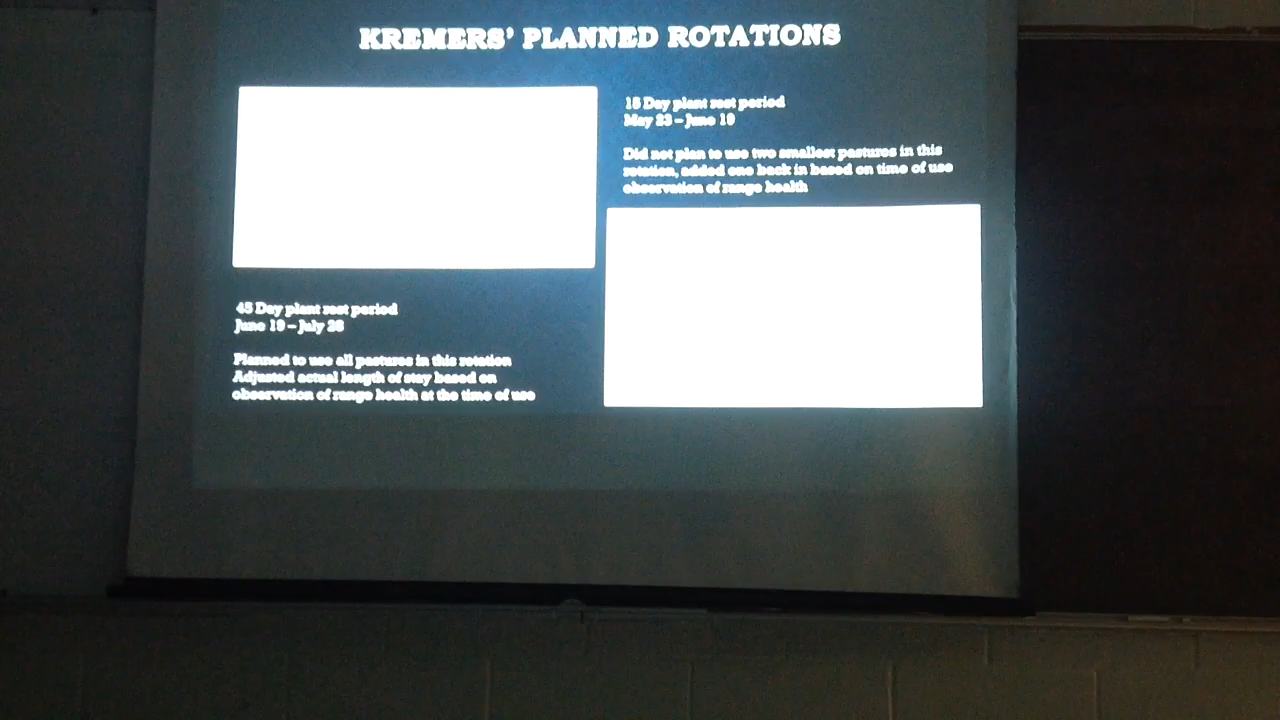 KREMERS' PLANNED ROTATIONS
15 Day plant rest period
May 23 – June 19
Did not plan to use two smallest pastures in this
rotation, added one back in based on time of use
observation of range health
45 Day plant rest period
June 19 – July 28
Planned to use all pastures in this rotation
Adjusted actual length of stay based on
observation of range health at the time of use